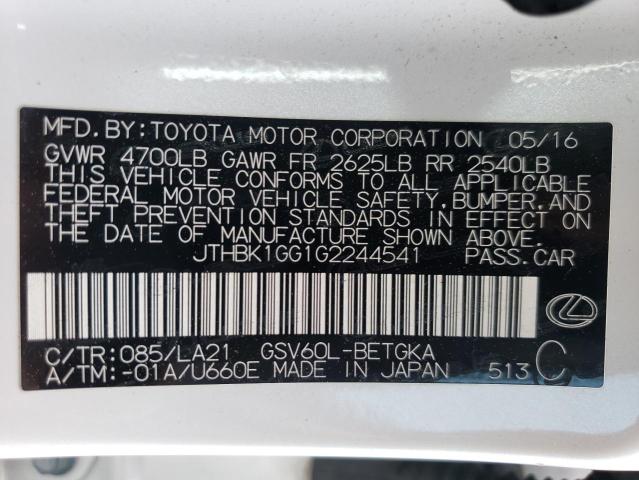 MFD. BY: TOYOTA MOTOR CORPORATION 05/16
GVWR 4700LB GAWR FR 2625LB RR 2540LB
THIS VEHICLE CONFORMS TO ALL APPLICABLE
FEDERAL MOTOR VEHICLE SAFETY, BUMPER, AND
THEFT PREVENTION STANDARDS IN EFFECT ON
THE DATE OF MANUFACTURE SHOWN ABOVE.
JTHBK1GG1G2244541 PASS. CAR
C/TR: 085/LA21 GSV60L-BETGKA
A/TM: -01A/U660E MADE IN JAPAN 513 C